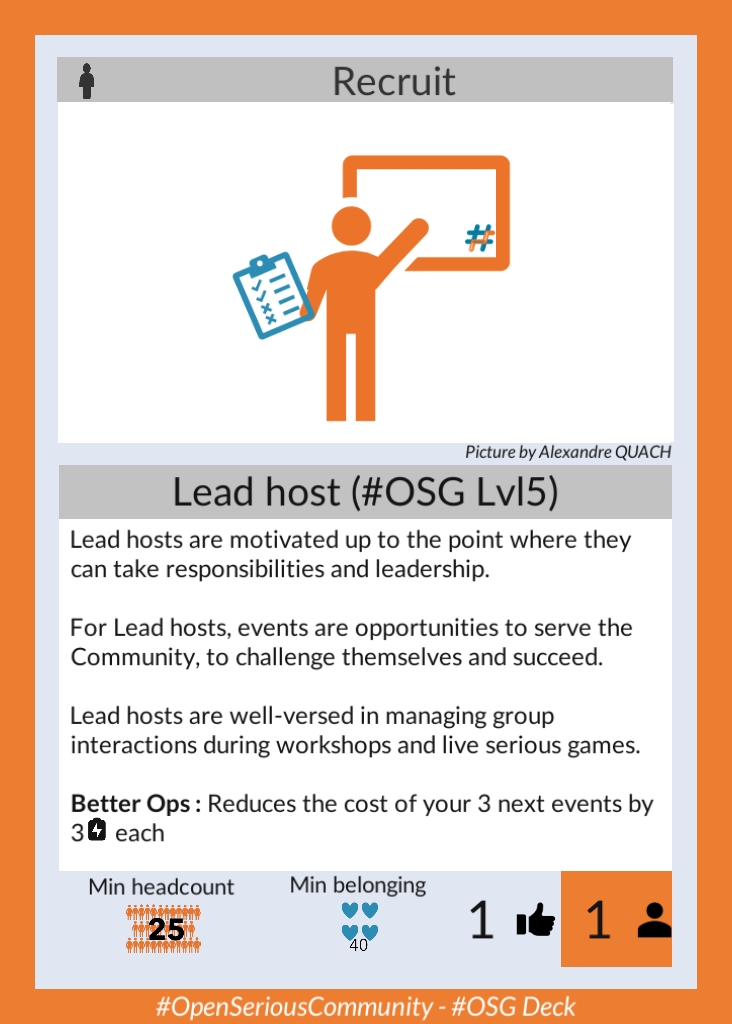 Recruit
#
Picture by Alexandre QUACH
Lead host (#OSG Lvl5)
Lead hosts are motivated up to the point where they
can take responsibilities and leadership.
For Lead hosts, events are opportunities to serve the
Community, to challenge themselves and succeed.
Lead hosts are well-versed in managing group
interactions during workshops and live serious games.
Better Ops : Reduces the cost of your 3 next events by
3 each
Min headcount
25
Min belonging
40
1
1
#OpenSeriousCommunity - #OSG Deck